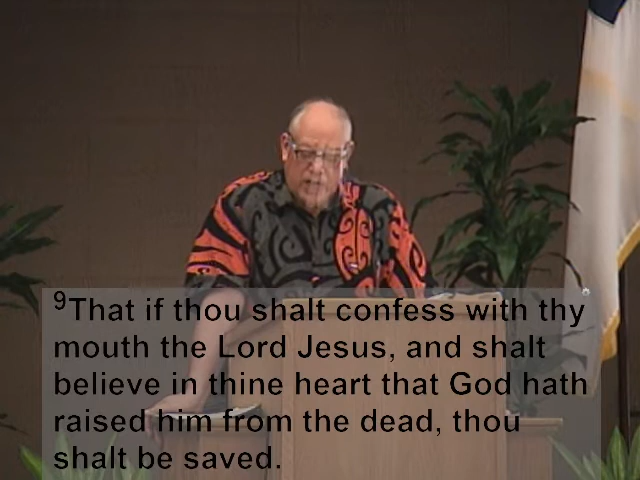 9That if thou shalt confess with thy
mouth the Lord Jesus, and shalt
believe in thine heart that God hath
raised him from the dead, thou
shalt be saved.